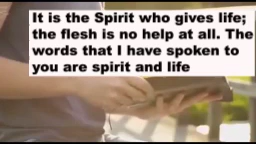 It is the Spirit who gives life;
the flesh is no help at all. The
words that I have spoken to
you are spirit and life